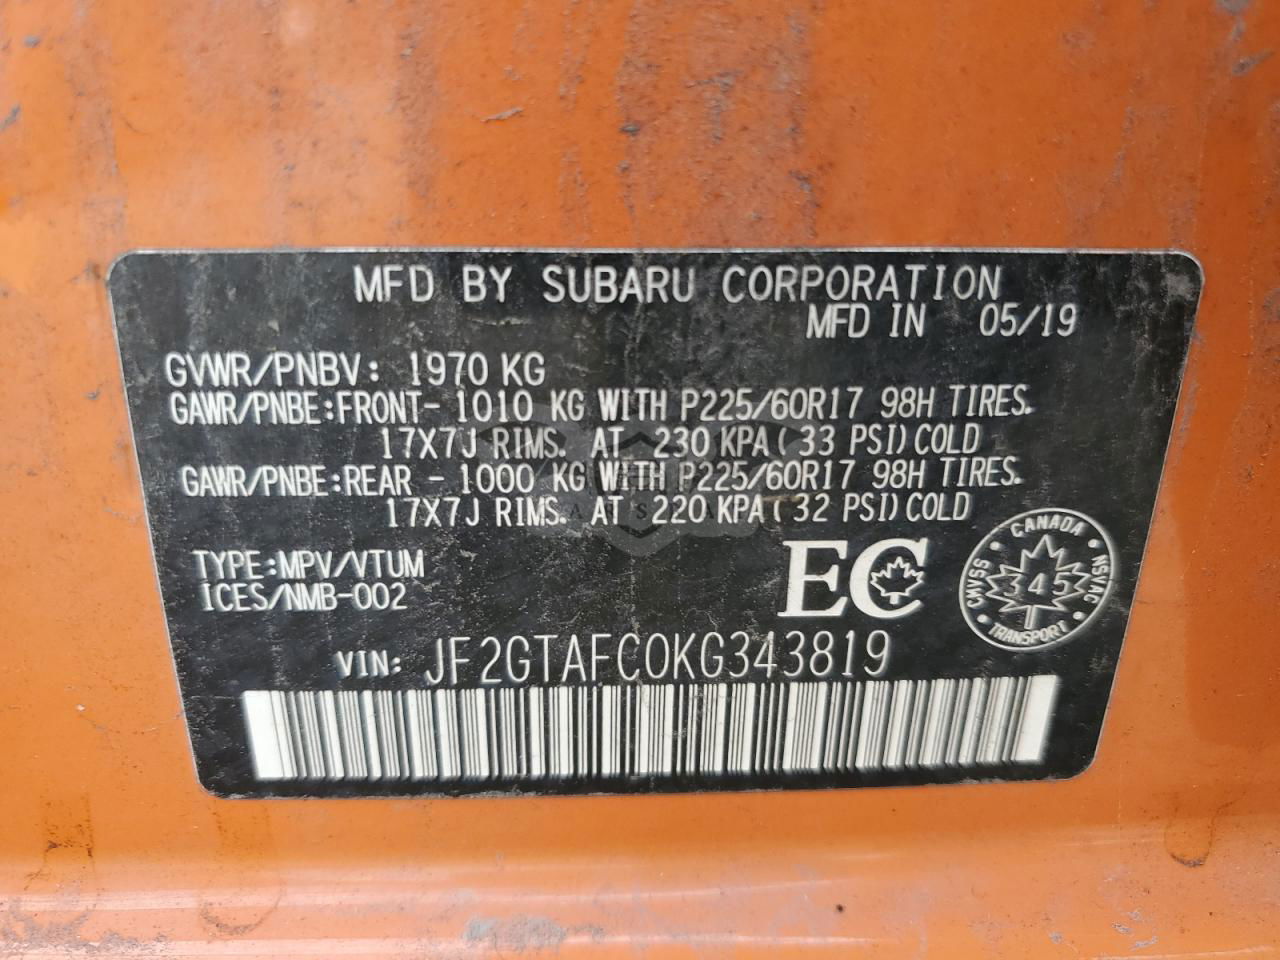 MFD BY SUBARU CORPORATION
MFD IN 05/19
GVWR/PNBV: 1970 KG
GAWR/PNBE:FRONT- 1010 KG WITH P225/60R17 98H TIRES.
17X7J RIMS. AT 230 KPA(33 PSI)COLD
GAWR/PNBE:REAR - 1000 KG WITH P225/60R17 98H TIRES.
17X7J RIMS. AT 220 KPA(32 PSI)COLD
TYPE:MPV/VTUM
ICES/NMB-002
EC
CANADA
CMVSS
345
NSVAC
TRANSPORT
VIN: JF2GTAFC0KG343819